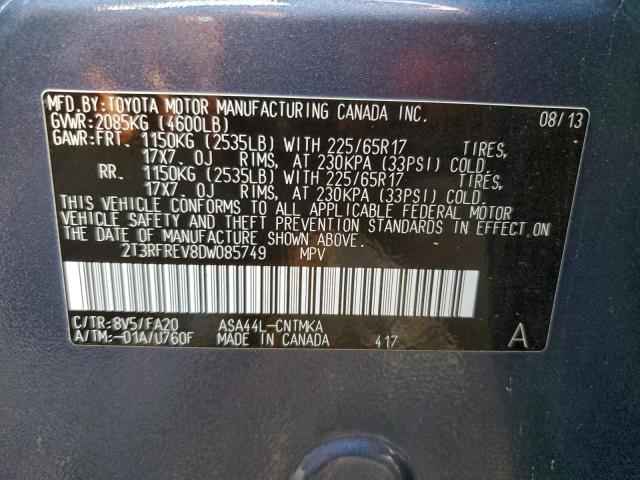 MFD.BY:TOYOTA MOTOR MANUFACTURING CANADA INC. 08/13
GVWR:2085KG (4600LB)
GAWR:FRT. 1150KG (2535LB) WITH 225/65R17 TIRES,
17X7.0J RIMS, AT 230KPA (33PSI) COLD.
RR. 1150KG (2535LB) WITH 225/65R17 TIRES,
17X7.0J RIMS, AT 230KPA (33PSI) COLD.
THIS VEHICLE CONFORMS TO ALL APPLICABLE FEDERAL MOTOR
VEHICLE SAFETY AND THEFT PREVENTION STANDARDS IN EFFECT ON
THE DATE OF MANUFACTURE SHOWN ABOVE.
2T3RFREV8DW085749 MPV
C/TR:8V5/FA20 ASA44L-CNTMKA
A/TM:-01A/U760F MADE IN CANADA 417 A